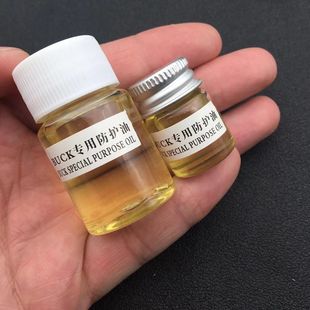 BUCK专用防护油
UCK SPECIAL PURPOSE OIL
UCK专用防护油
CK SPECIAL PURPOSE OIL